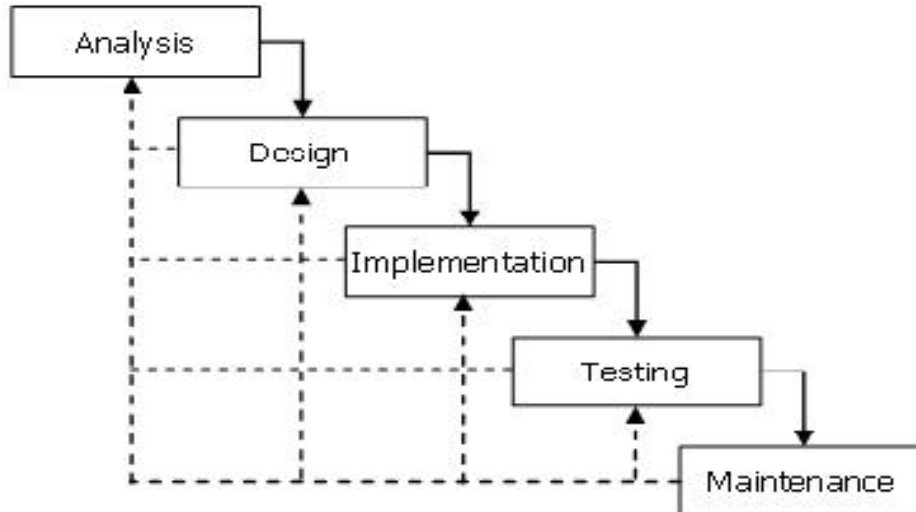 Analysis
Design
Implementation
Testing
Maintenance